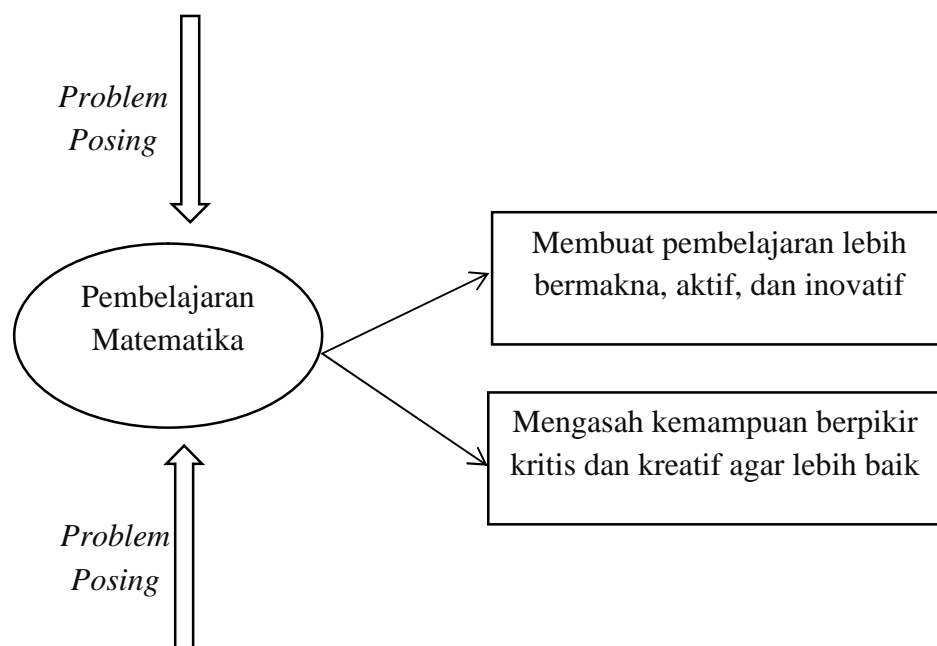 Problem
Posing
Pembelajaran
Matematika
Membuat pembelajaran lebih
bermakna, aktif, dan inovatif
Mengasah kemampuan berpikir
kritis dan kreatif agar lebih baik
Problem
Posing